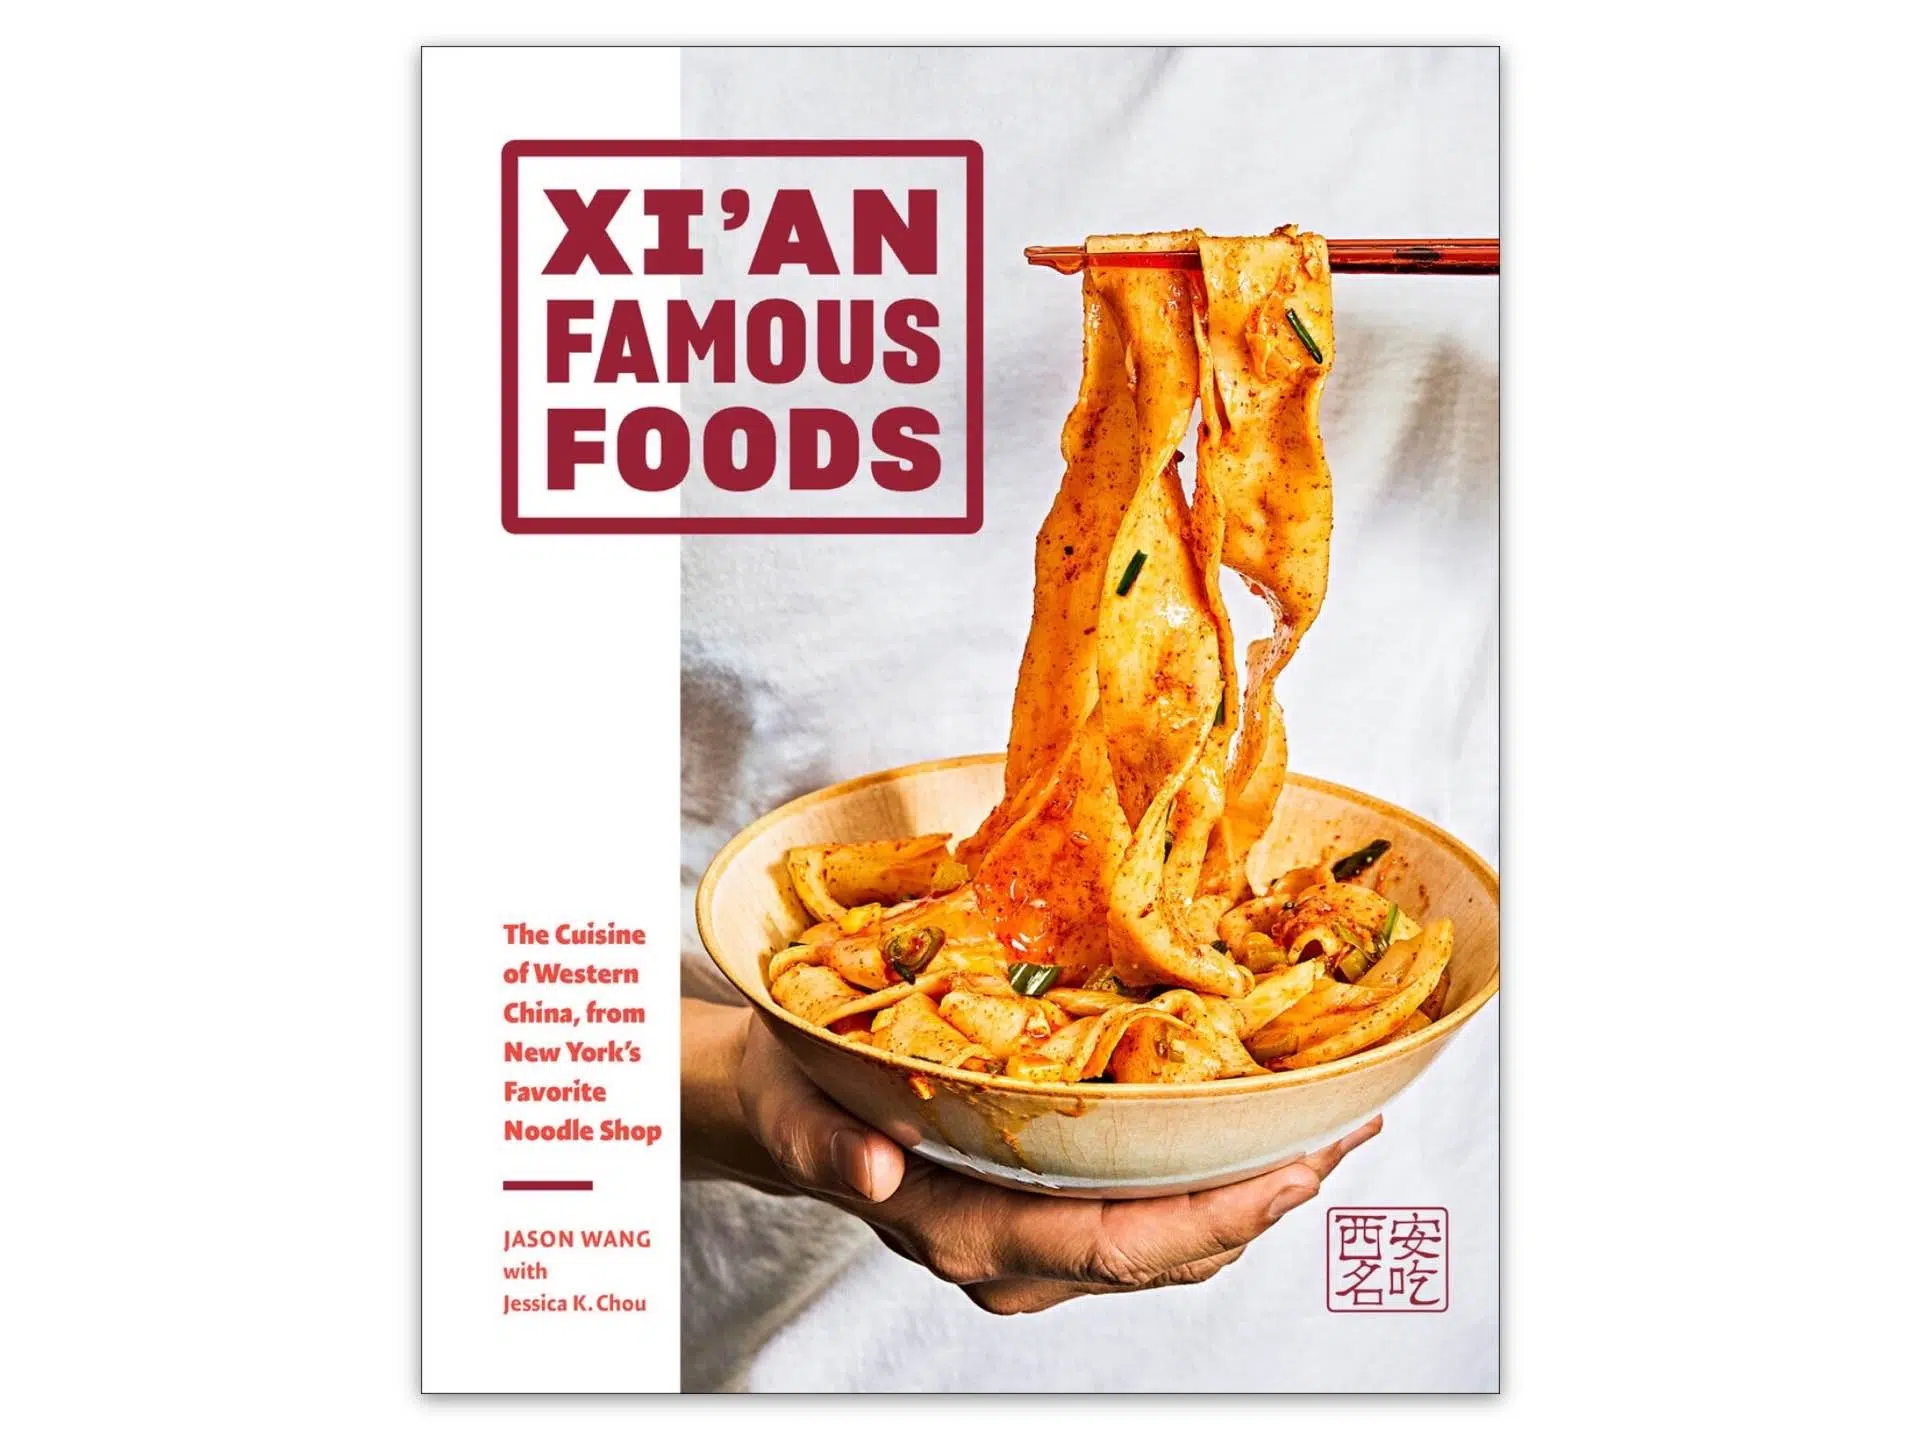 XI’AN
FAMOUS
FOODS
The Cuisine
of Western
China, from
New York’s
Favorite
Noodle Shop
JASON WANG
with
Jessica K. Chou
西安
名吃